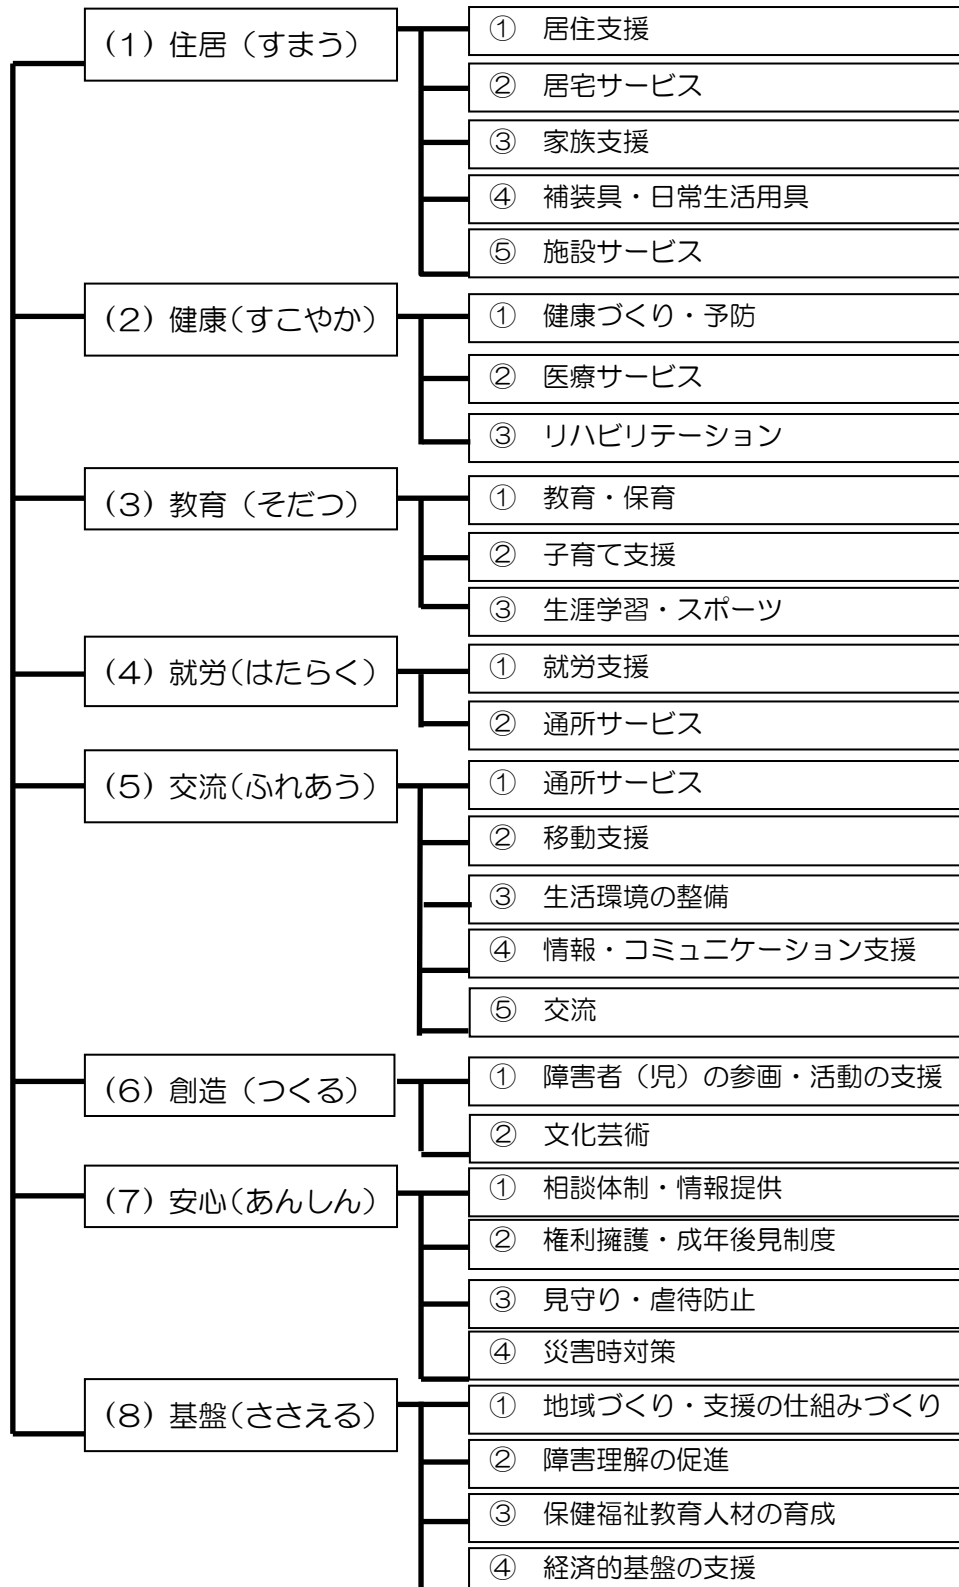 (1) 住居（すまう）
① 居住支援
② 居宅サービス
③ 家族支援
④ 補装具・日常生活用具
⑤ 施設サービス
(2) 健康(すこやか)
① 健康づくり・予防
② 医療サービス
③ リハビリテーション
(3) 教育（そだつ）
① 教育・保育
② 子育て支援
③ 生涯学習・スポーツ
(4) 就労(はたらく)
① 就労支援
② 通所サービス
(5) 交流(ふれあう)
① 通所サービス
② 移動支援
③ 生活環境の整備
④ 情報・コミュニケーション支援
⑤ 交流
(6) 創造（つくる）
① 障害者（児）の参画・活動の支援
② 文化芸術
(7) 安心(あんしん)
① 相談体制・情報提供
② 権利擁護・成年後見制度
③ 見守り・虐待防止
④ 災害時対策
(8) 基盤(ささえる)
① 地域づくり・支援の仕組みづくり
② 障害理解の促進
③ 保健福祉教育人材の育成
④ 経済的基盤の支援